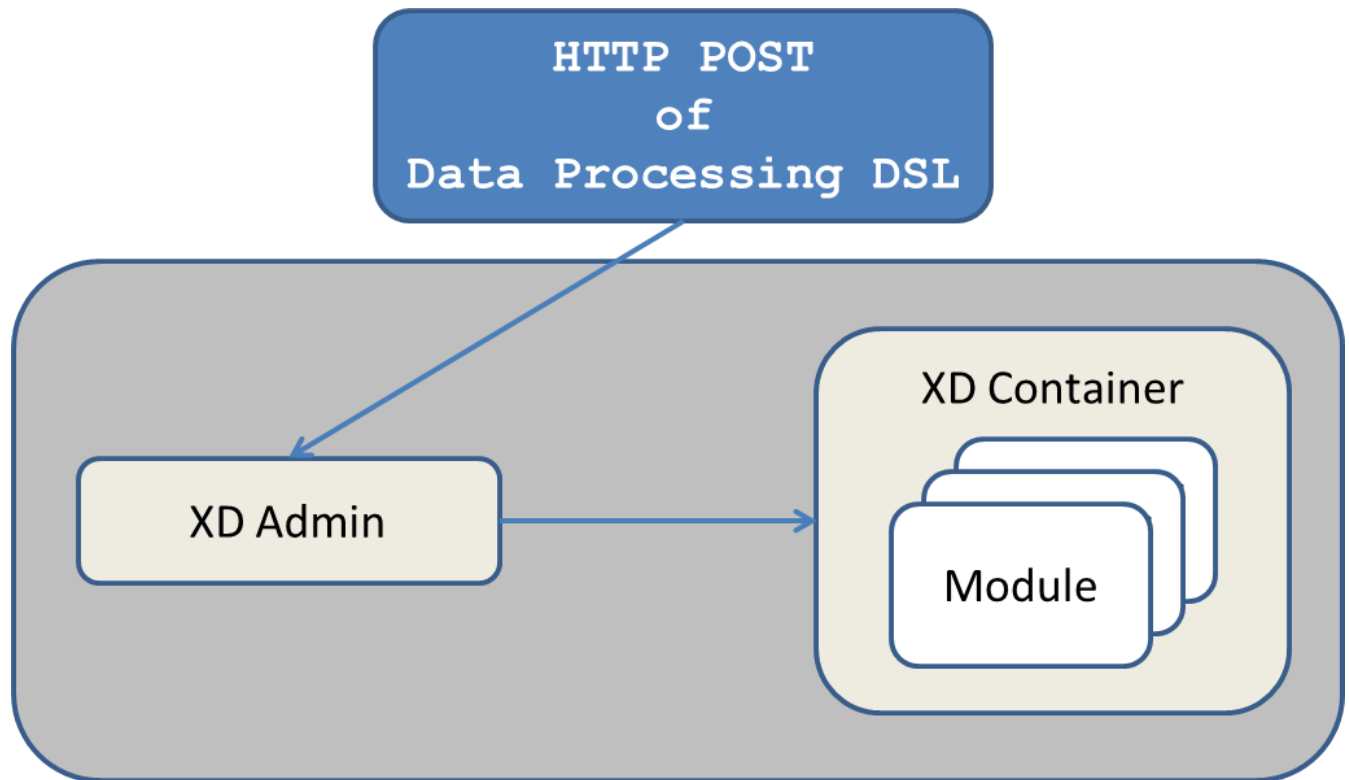 HTTP POST
of
Data Processing DSL
XD Container
XD Admin
Module